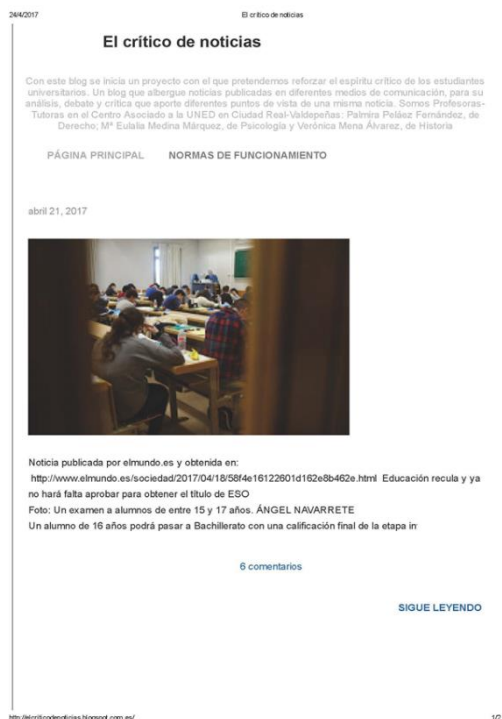 24/4/2017 El crítico de noticias
El crítico de noticias
Con este blog se inicia un proyecto con el que pretendemos reforzar el espíritu crítico de los estudiantes
universitarios. Un blog que albergue noticias publicadas en diferentes medios de comunicación, para su
análisis, debate y crítica que aporte diferentes puntos de vista de una misma noticia. Somos Profesoras-
Tutoras en el Centro Asociado a la UNED en Ciudad Real-Valdepeñas: Palmira Peláez Fernández, de
Derecho; Mª Eulalia Medina Márquez, de Psicología y Verónica Mena Álvarez, de Historia
PÁGINA PRINCIPAL NORMAS DE FUNCIONAMIENTO
abril 21, 2017
Noticia publicada por elmundo.es y obtenida en:
http://www.elmundo.es/sociedad/2017/04/18/58f4e16122601d162e8b462e.html Educación recula y ya
no hará falta aprobar para obtener el título de ESO
Foto: Un examen a alumnos de entre 15 y 17 años. ÁNGEL NAVARRETE
Un alumno de 16 años podrá pasar a Bachillerato con una calificación final de la etapa in
6 comentarios
SIGUE LEYENDO
http://elcriticodenoticias.blogspot.com.es/ 1/2